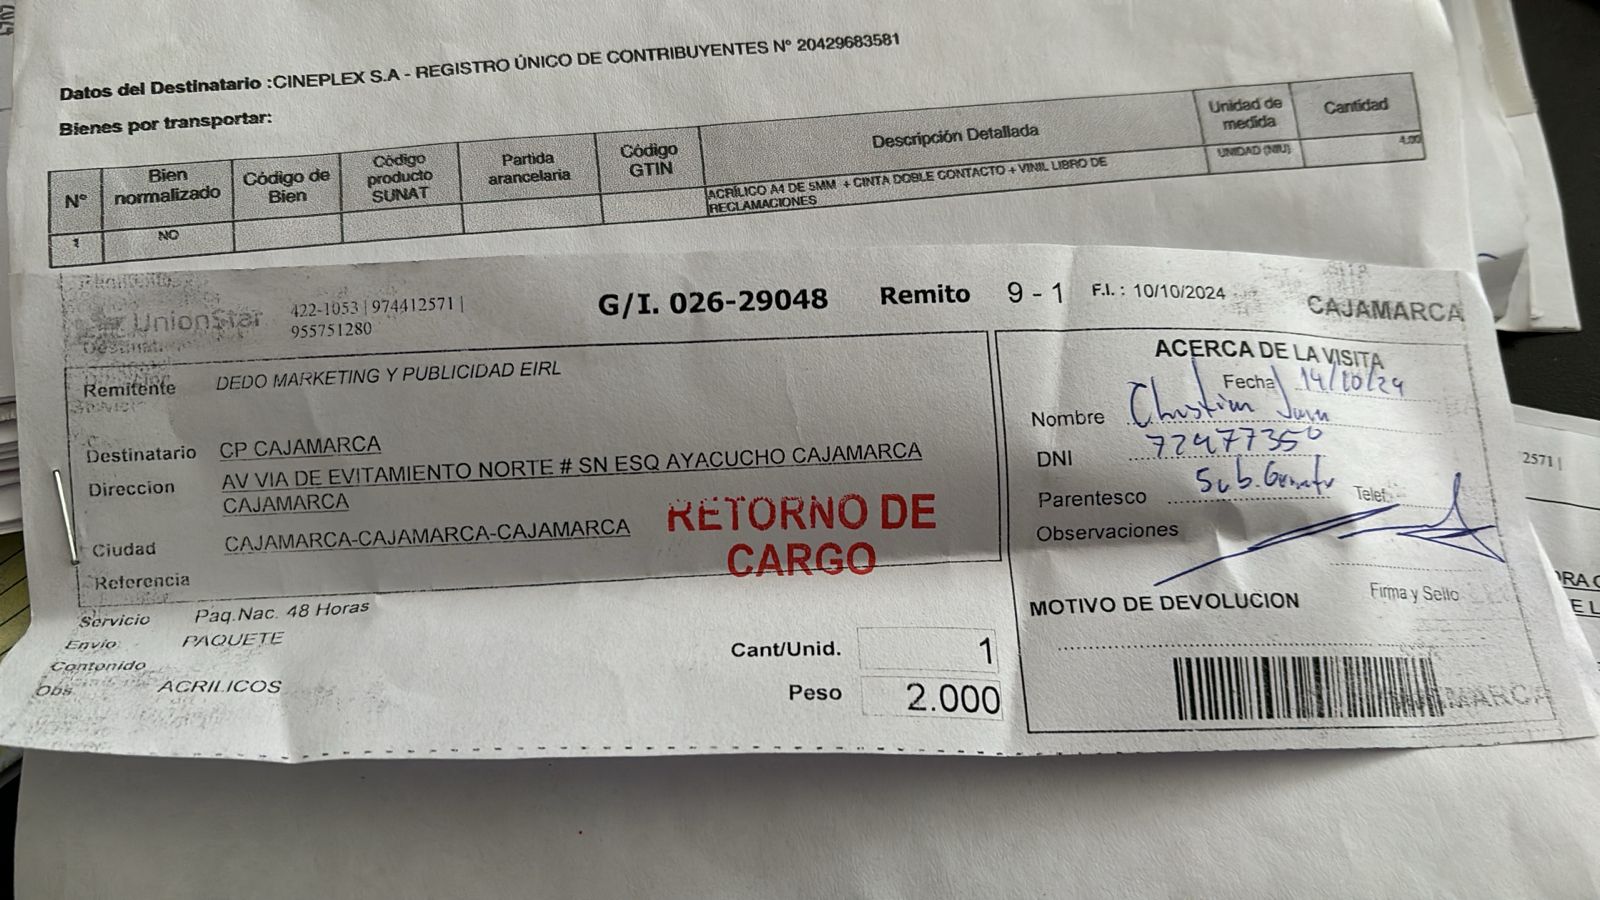 Datos del Destinatario :CINEPLEX S.A - REGISTRO ÚNICO DE CONTRIBUYENTES Nº 20429683581
Bienes por transportar:
Nº
Bien normalizado
Código de Bien
Código producto SUNAT
Partida arancelaria
Código GTIN
Descripción Detallada
Unidad de medida
Cantidad
1
NO
ACRÍLICO A4 DE 5MM + CINTA DOBLE CONTACTO + VINIL LIBRO DE
RECLAMACIONES
UNIDAD (NIU)
4.00
UnionStar
422-1053 | 974412571 |
955751280
G/I. 026-29048
Remito 9 - 1
F.I. : 10/10/2024
CAJAMARCA
Remitente DEDO MARKETING Y PUBLICIDAD EIRL
Destinatario CP CAJAMARCA
Direccion AV VIA DE EVITAMIENTO NORTE # SN ESQ AYACUCHO CAJAMARCA
CAJAMARCA
Ciudad CAJAMARCA-CAJAMARCA-CAJAMARCA
Referencia
RETORNO DE
CARGO
Servicio Paq.Nac. 48 Horas
Envio PAQUETE
Contenido
Obs ACRILICOS
Cant/Unid. 1
Peso 2.000
ACERCA DE LA VISITA
Fecha 14/10/24
Nombre Christian
DNI 72477350
Parentesco Sub.
Telef.
Observaciones
Firma y Sello
MOTIVO DE DEVOLUCION
2571 |